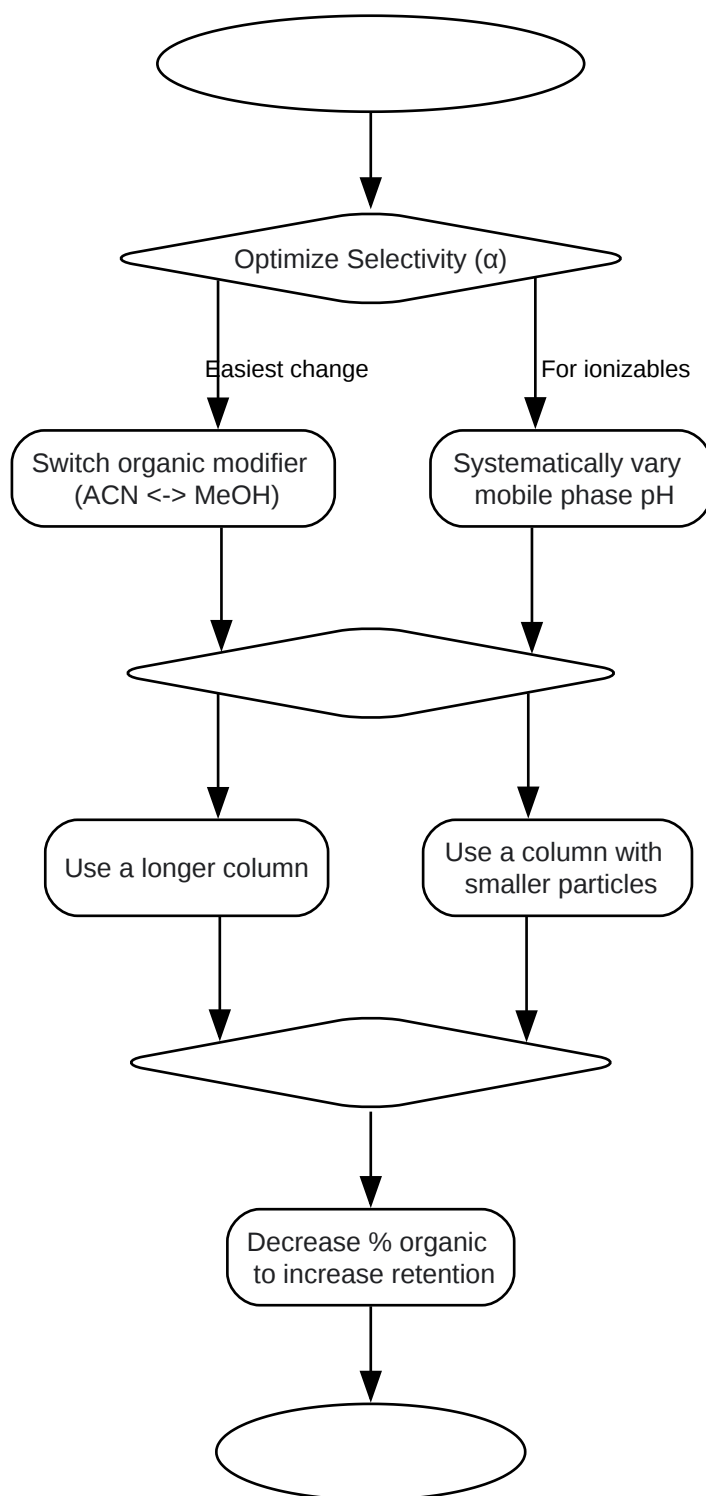 Optimize Selectivity (α)
Easiest change
For ionizables
Switch organic modifier
(ACN <-> MeOH)
Systematically vary
mobile phase pH
Use a longer column
Use a column with
smaller particles
Decrease % organic
to increase retention